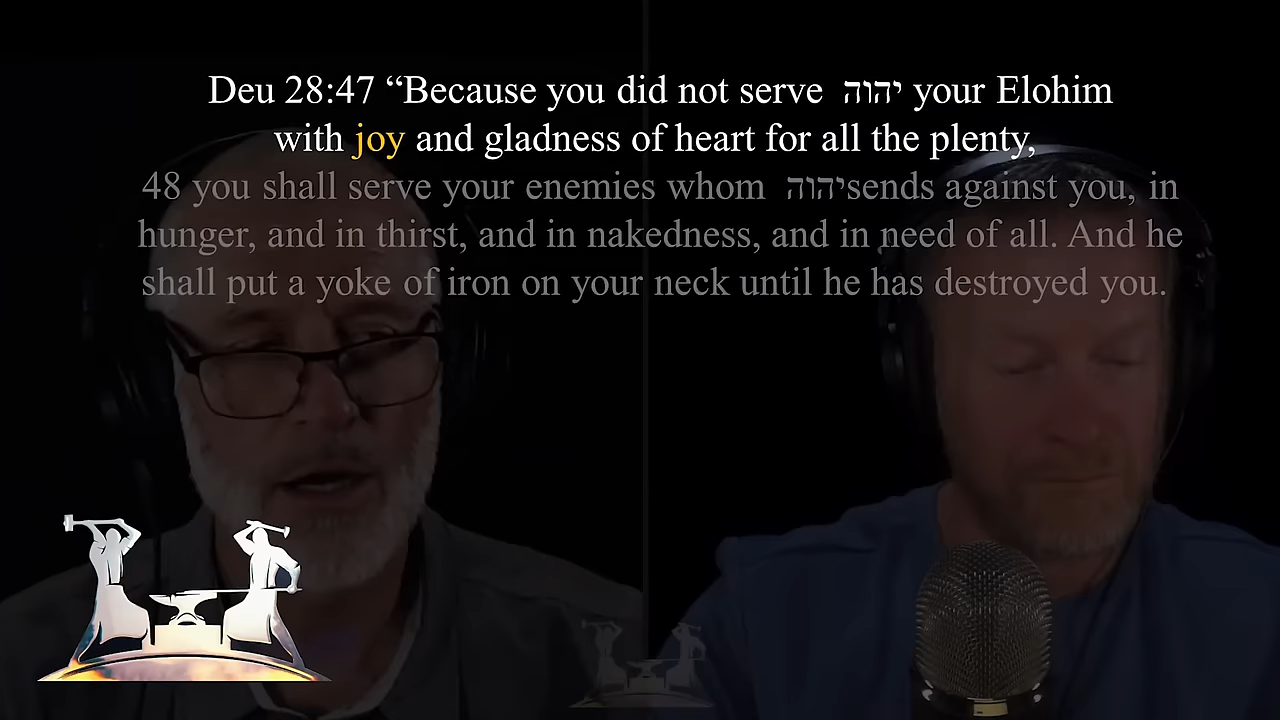 Deu 28:47 “Because you did not serve יהוה your Elohim
with joy and gladness of heart for all the plenty,
48 you shall serve your enemies whom יהוהsends against you, in
hunger, and in thirst, and in nakedness, and in need of all. And he
shall put a yoke of iron on your neck until he has destroyed you.